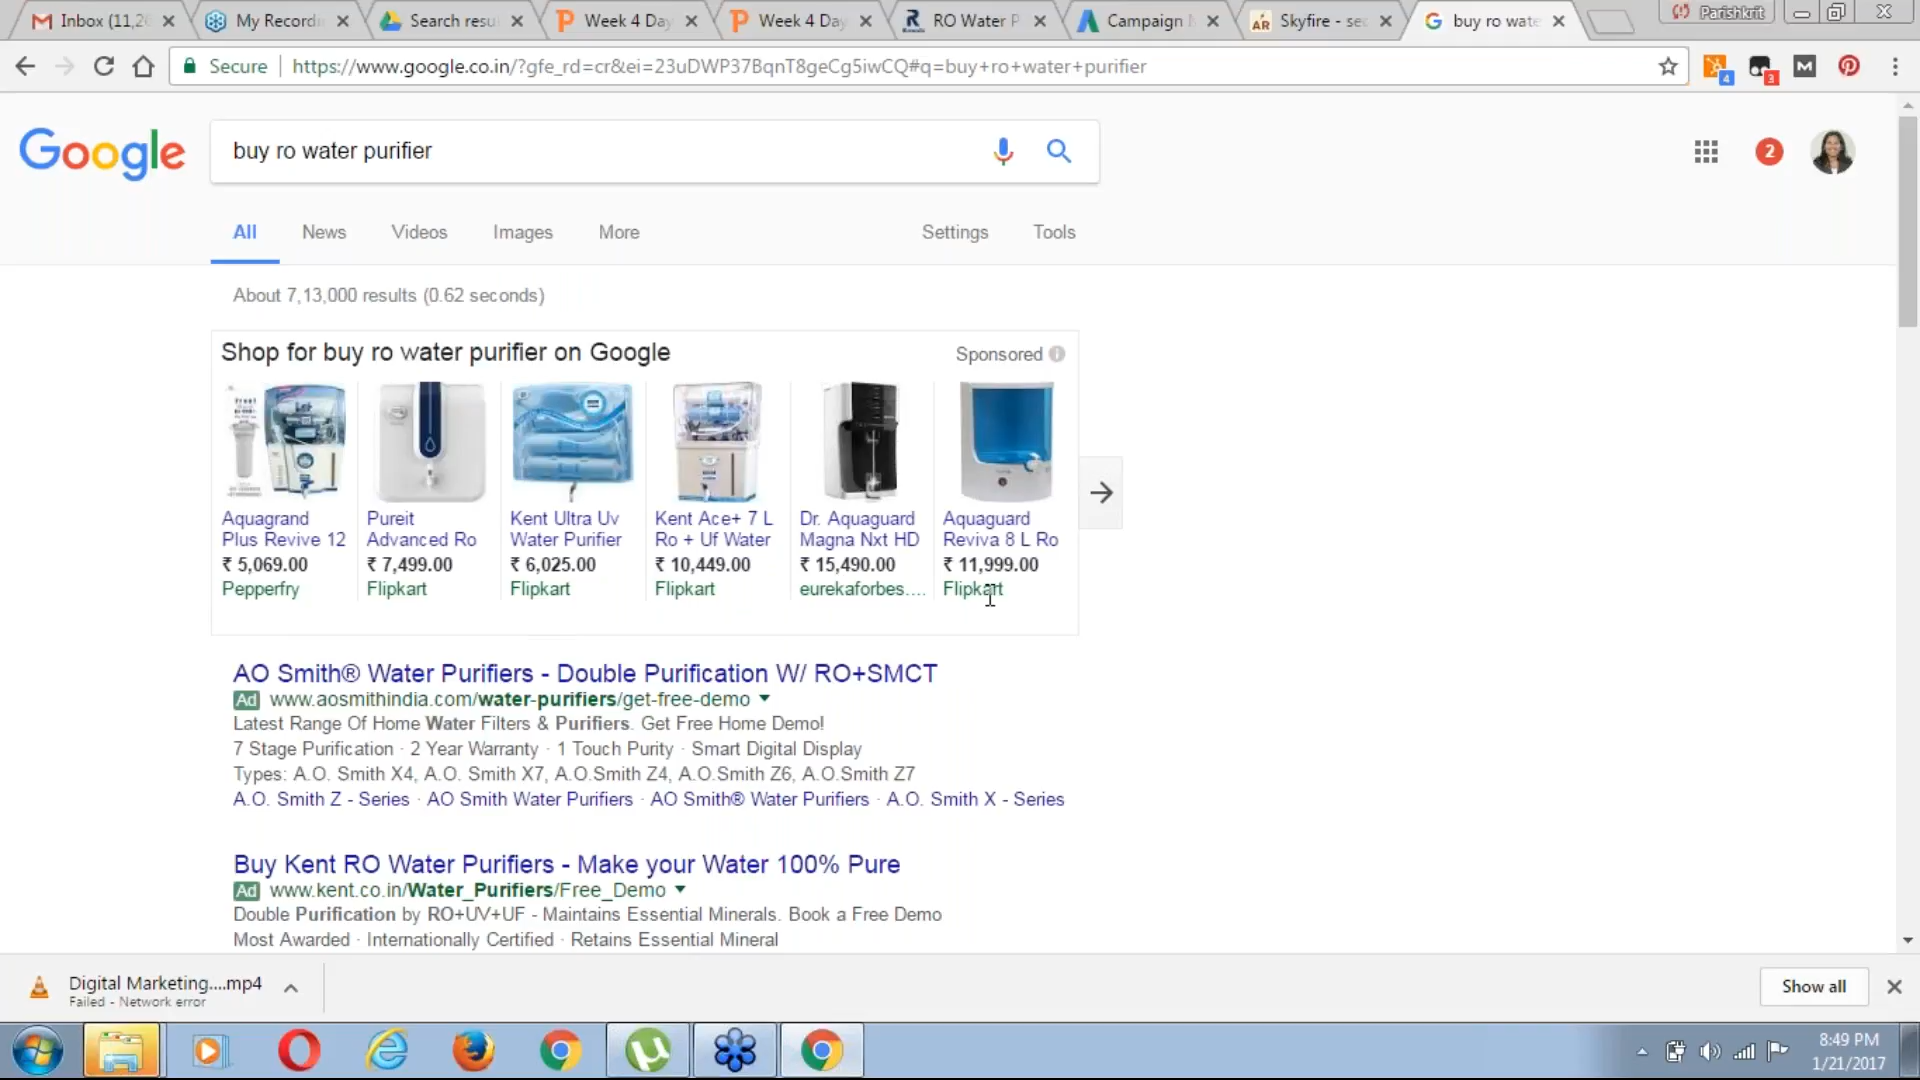 Inbox (11,2
My Recordi
Search resu
Week 4 Day
Week 4 Day
RO Water P
Campaign
Skyfire - sec
buy ro wate
Parishkrit
Secure
https://www.google.co.in/?gfe_rd=cr&ei=23uDWP37BqnT8geCg5iwCQ#q=buy+ro+water+purifier
4
3
Google
buy ro water purifier
2
All
News
Videos
Images
More
Settings
Tools
About 7,13,000 results (0.62 seconds)
Shop for buy ro water purifier on Google
Sponsored
Aquagrand
Plus Revive 12
₹ 5,069.00
Pepperfry
Pureit
Advanced Ro
₹ 7,499.00
Flipkart
Kent Ultra Uv
Water Purifier
₹ 6,025.00
Flipkart
Kent Ace+ 7 L
Ro + Uf Water
₹ 10,449.00
Flipkart
Dr. Aquaguard
Magna Nxt HD
₹ 15,490.00
eurekaforbes....
Aquaguard
Reviva 8 L Ro
₹ 11,999.00
Flipkart
AO Smith® Water Purifiers - Double Purification W/ RO+SMCT
Ad www.aosmithindia.com/water-purifiers/get-free-demo
Latest Range Of Home Water Filters & Purifiers. Get Free Home Demo!
7 Stage Purification · 2 Year Warranty · 1 Touch Purity · Smart Digital Display
Types: A.O. Smith X4, A.O. Smith X7, A.O.Smith Z4, A.O.Smith Z6, A.O.Smith Z7
A.O. Smith Z - Series · AO Smith Water Purifiers · AO Smith® Water Purifiers · A.O. Smith X - Series
Buy Kent RO Water Purifiers - Make your Water 100% Pure
Ad www.kent.co.in/Water_Purifiers/Free_Demo
Double Purification by RO+UV+UF - Maintains Essential Minerals. Book a Free Demo
Most Awarded · Internationally Certified · Retains Essential Mineral
Digital Marketing....mp4
Failed - Network error
Show all
8:49 PM
1/21/2017